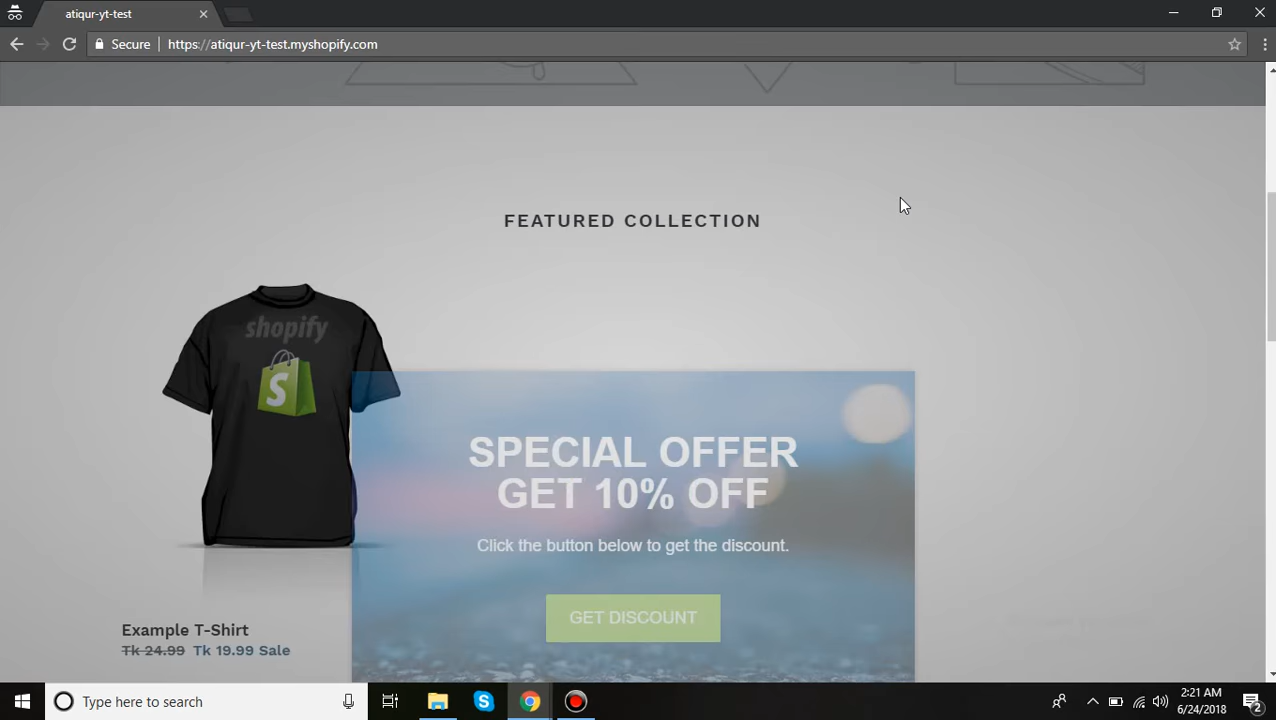 atiqur-yt-test
Secure
https://atiqur-yt-test.myshopify.com
FEATURED COLLECTION
shopify
S
SPECIAL OFFER
GET 10% OFF
Click the button below to get the discount.
GET DISCOUNT
Example T-Shirt
Tk 24.99 Tk 19.99 Sale
Type here to search
2:21 AM
6/24/2018
2